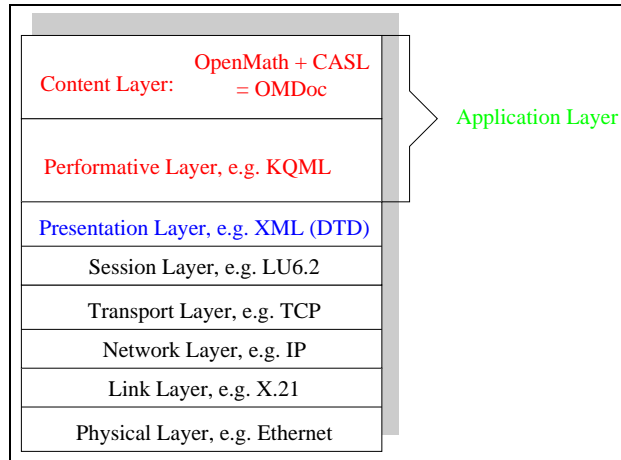 OpenMath + CASL
Content Layer:
= OMDoc
Application Layer
Performative Layer, e.g. KQML
Presentation Layer, e.g. XML (DTD)
Session Layer, e.g. LU6.2
Transport Layer, e.g. TCP
Network Layer, e.g. IP
Link Layer, e.g. X.21
Physical Layer, e.g. Ethernet